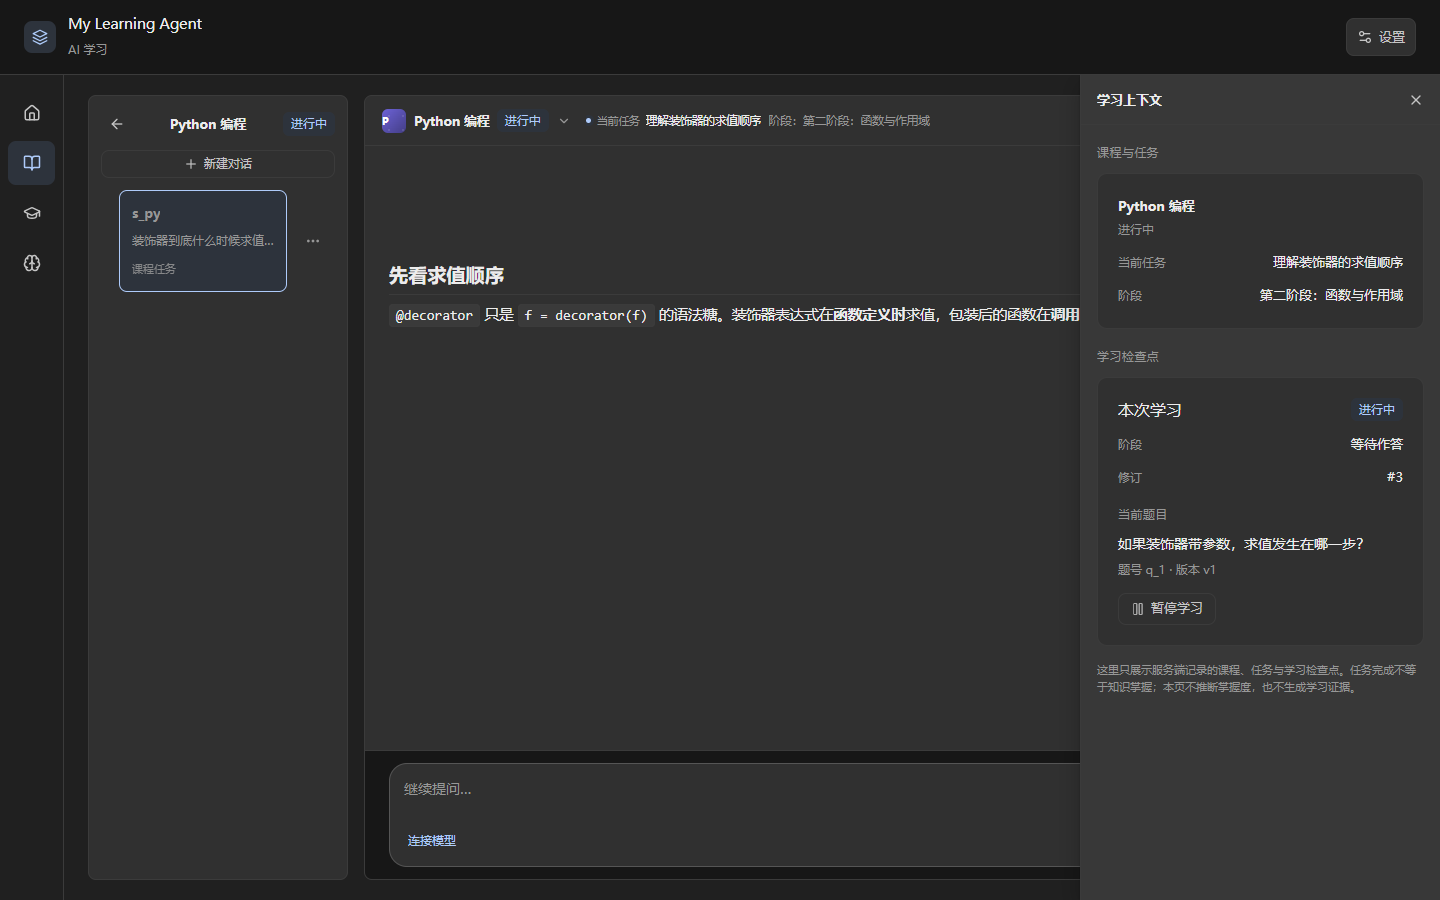 My Learning Agent
AI 学习
设置
Python 编程
进行中
新建对话
s_py
装饰器到底什么时候求值...
课程任务
P
Python 编程
进行中
当前任务 理解装饰器的求值顺序 阶段：第二阶段：函数与作用域
先看求值顺序
@decorator 只是 f = decorator(f) 的语法糖。装饰器表达式在函数定义时求值，包装后的函数在调用
继续提问...
连接模型
学习上下文
课程与任务
Python 编程
进行中
当前任务 理解装饰器的求值顺序
阶段 第二阶段：函数与作用域
学习检查点
本次学习 进行中
阶段 等待作答
修订 #3
当前题目
如果装饰器带参数，求值发生在哪一步？
题号 q_1 · 版本 v1
暂停学习
这里只展示服务端记录的课程、任务与学习检查点。任务完成不等
于知识掌握；本页不推断掌握度，也不生成学习证据。